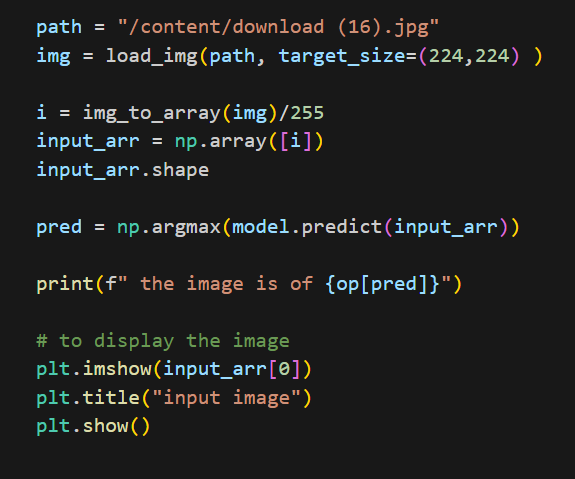 path = "/content/download (16).jpg"
img = load_img(path, target_size=(224,224) )
i = img_to_array(img)/255
input_arr = np.array([i])
input_arr.shape
pred = np.argmax(model.predict(input_arr))
print(f" the image is of {op[pred]}")
# to display the image
plt.imshow(input_arr[0])
plt.title("input image")
plt.show()